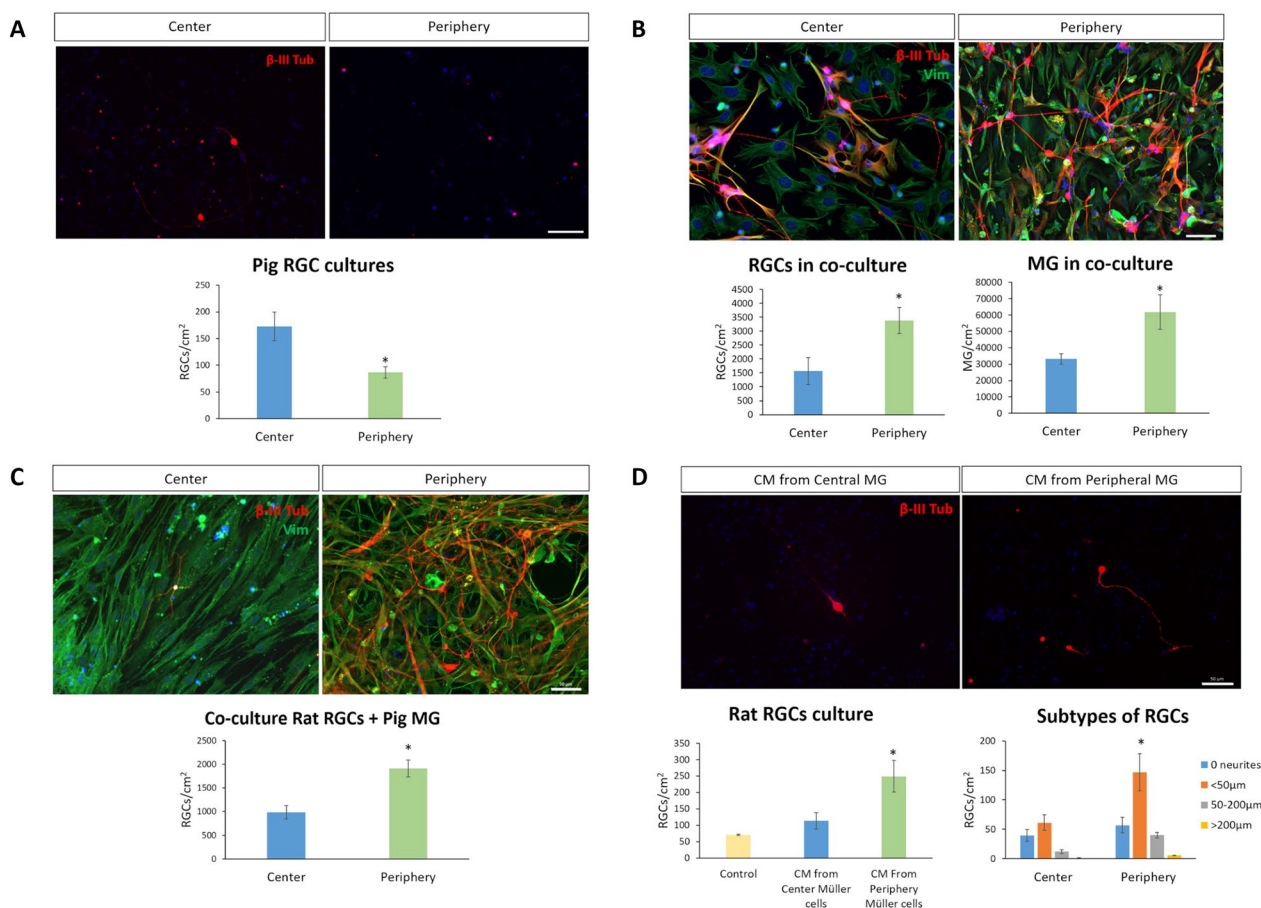 A
Center
Periphery
β-III Tub
Pig RGC cultures
RGCs/cm²
250
200
150
100
50
0
*
Center
Periphery
B
Center
Periphery
β-III Tub
Vim
RGCs in co-culture
RGCs/cm²
4500
4000
3500
3000
2500
2000
1500
1000
500
0
*
Center
Periphery
MG in co-culture
MG/cm²
80000
70000
60000
50000
40000
30000
20000
10000
0
*
Center
Periphery
C
Center
Periphery
β-III Tub
Vim
50 µm
Co-culture Rat RGCs + Pig MG
RGCs/cm²
2500
2000
1500
1000
500
0
*
Center
Periphery
D
CM from Central MG
CM from Peripheral MG
β-III Tub
50 µm
Rat RGCs culture
RGCs/cm²
350
300
250
200
150
100
50
0
*
Control
CM from
Center Müller
cells
CM From
Periphery
Müller cells
Subtypes of RGCs
RGCs/cm²
200
150
100
50
0
*
Center
Periphery
0 neurites
<50µm
50-200µm
>200µm